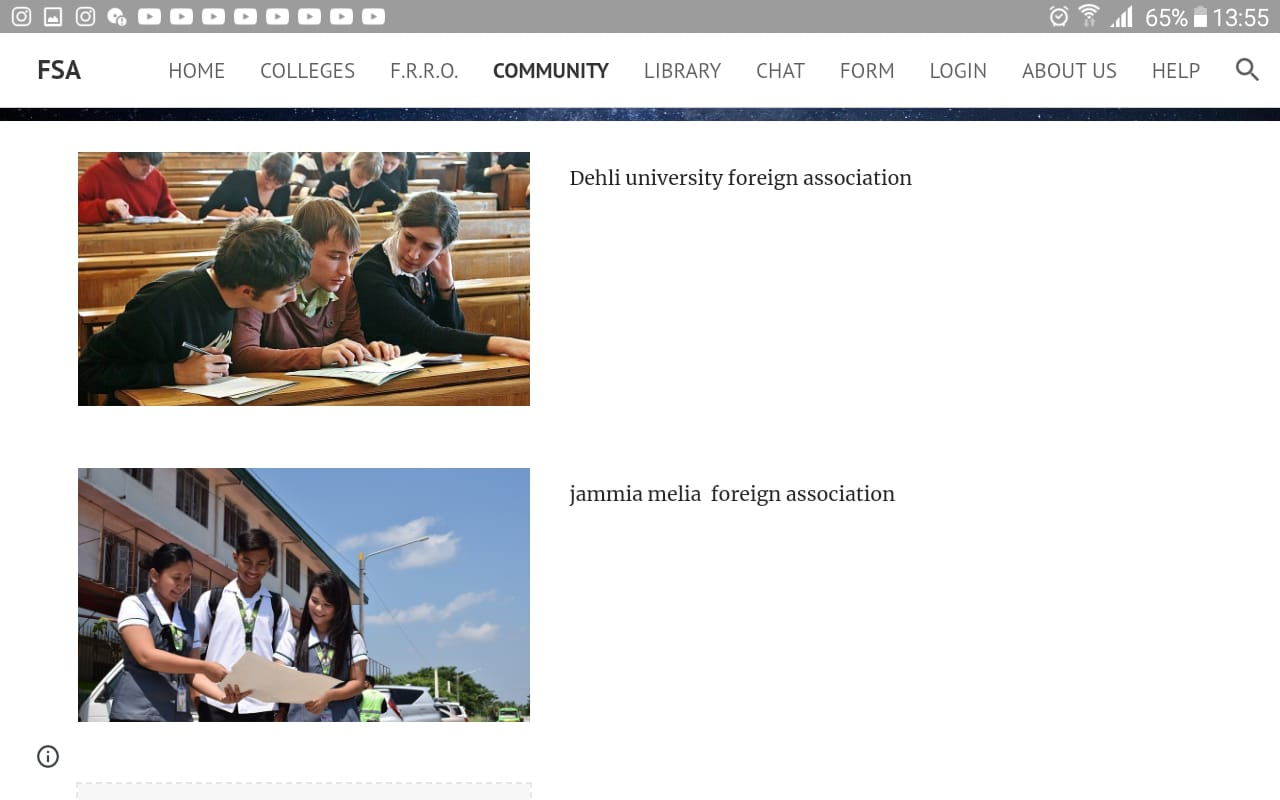 65% 13:55
FSA HOME COLLEGES F.R.R.O. COMMUNITY LIBRARY CHAT FORM LOGIN ABOUT US HELP
Dehli university foreign association
jammia melia  foreign association